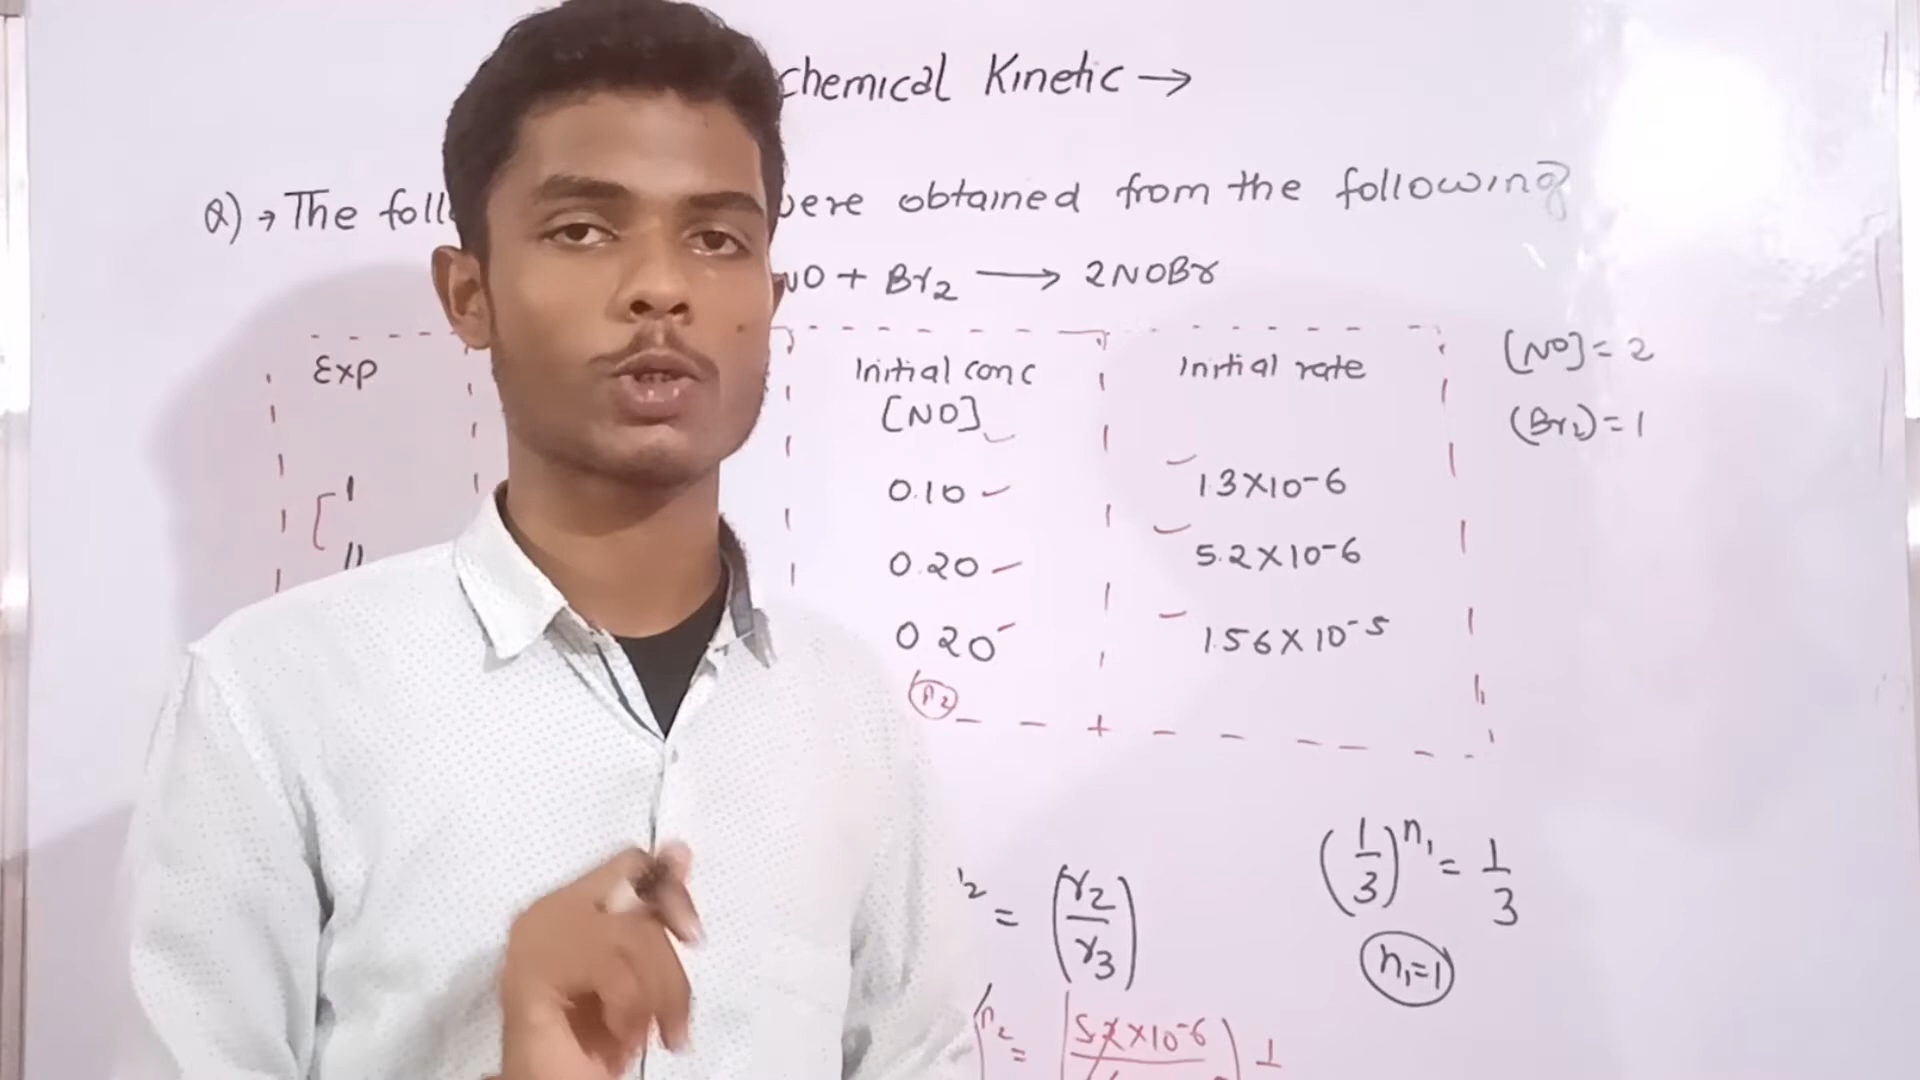 chemical Kinetic →
Q) → The foll were obtained from the following
NO + Br2 ⟶ 2NOBr
Exp Initial conc Initial rate
[NO]
I 0.10 1.3×10-6
II 0.20 5.2×10-6
0.20 1.56×10-5
n2
[NO]=2
(Br2)=1
= (r2/r3)
n2 = 5.2×10-6 1
(1/3)n1 = 1/3
n1=1